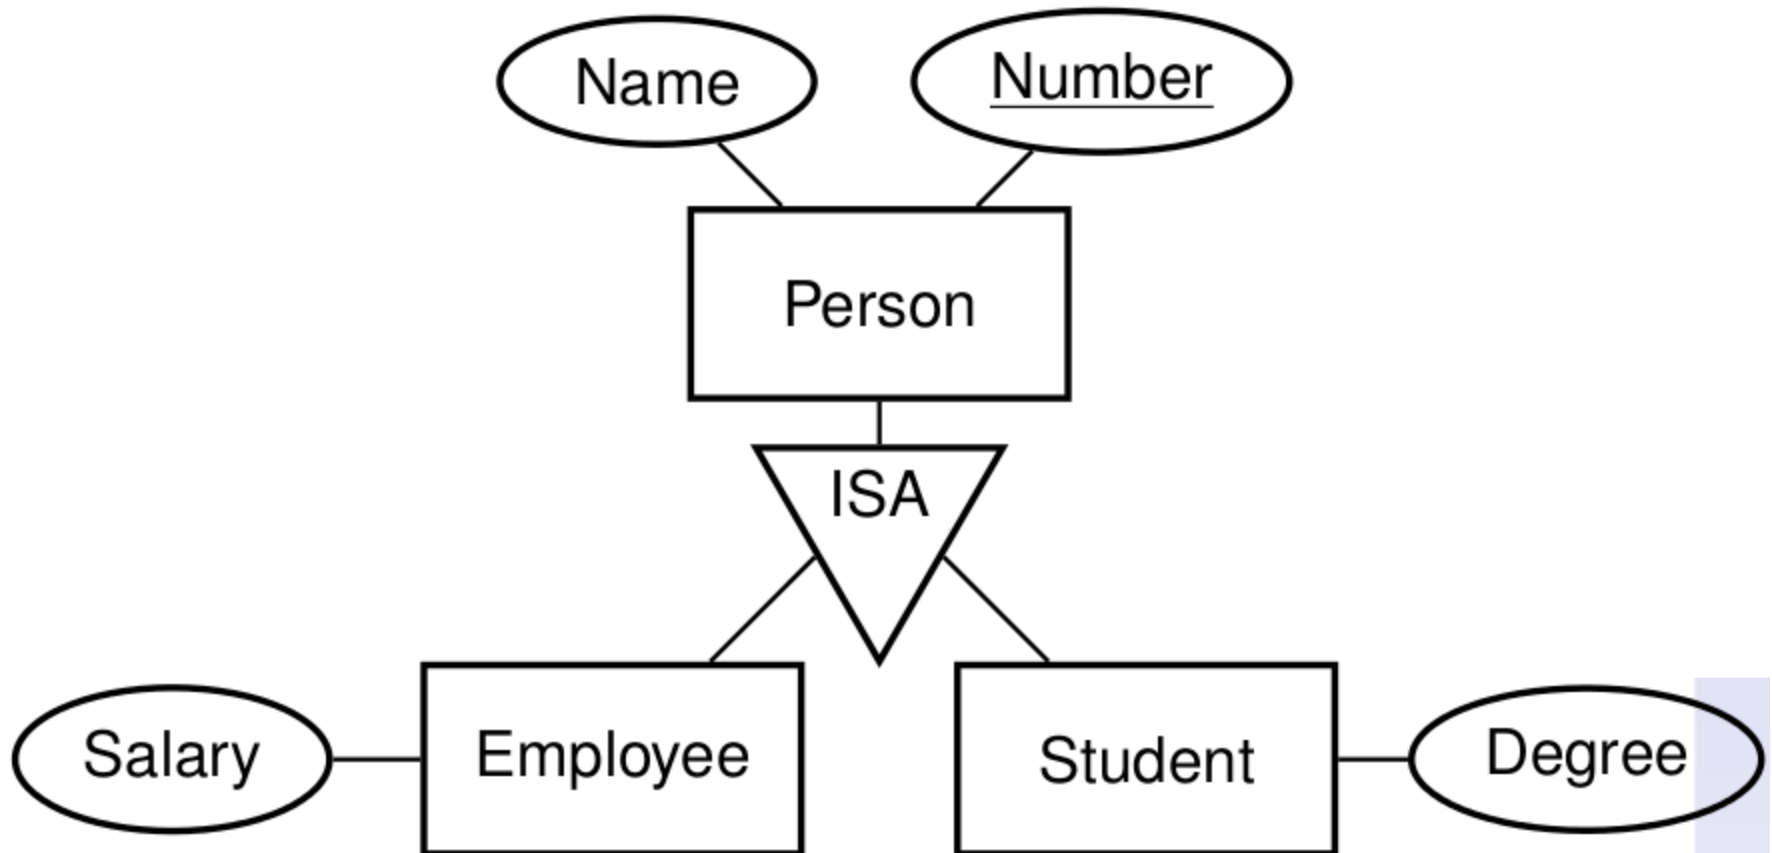 Name
Number
Person
ISA
Salary
Employee
Student
Degree